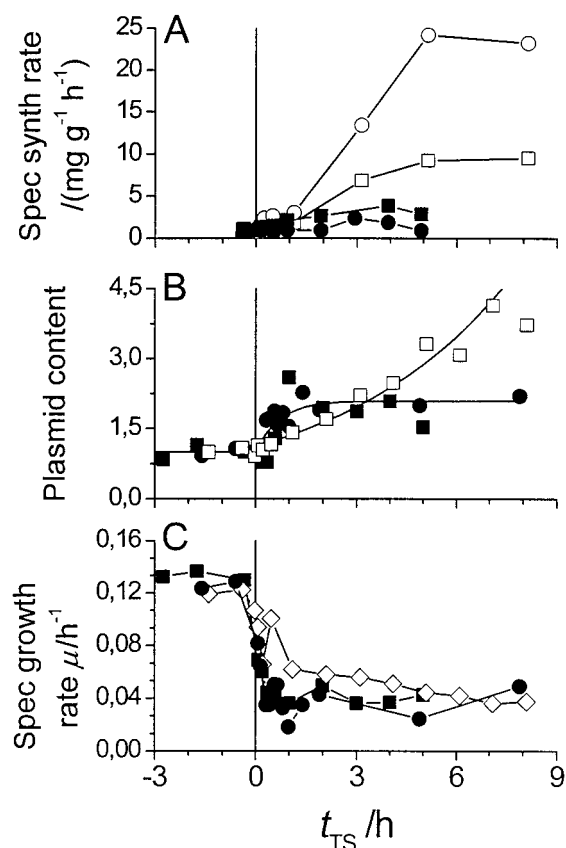 A
Spec synth rate
/(mg g⁻¹ h⁻¹)
25
20
15
10
5
0
B
Plasmid content
4,5
3,0
1,5
0,0
C
Spec growth
rate μ/h⁻¹
0,16
0,12
0,08
0,04
0,00
-3
0
3
6
9
t_TS /h